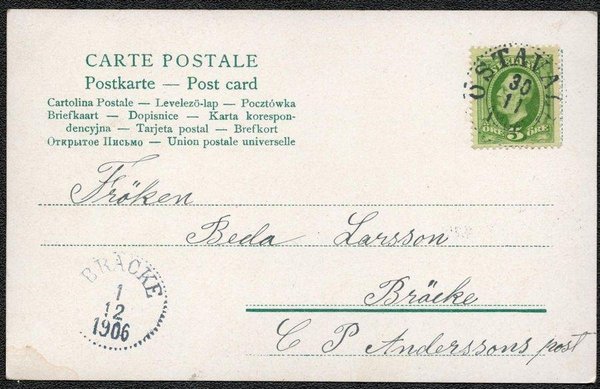 CARTE POSTALE
Postkarte — Post card
Cartolina Postale — Levelező-lap — Pocztówka
Briefkaart — Dopisnice — Karta korespon-
dencyjna — Tarjeta postal — Brefkort
Открытое Письмо — Union postale universelle
ÖSTAVAL
30
11
5
ÖRE ÖRE
Fröken
Beda Larsson
Bräcke
C P Anderssons post
BRÄCKE
1
12
1906